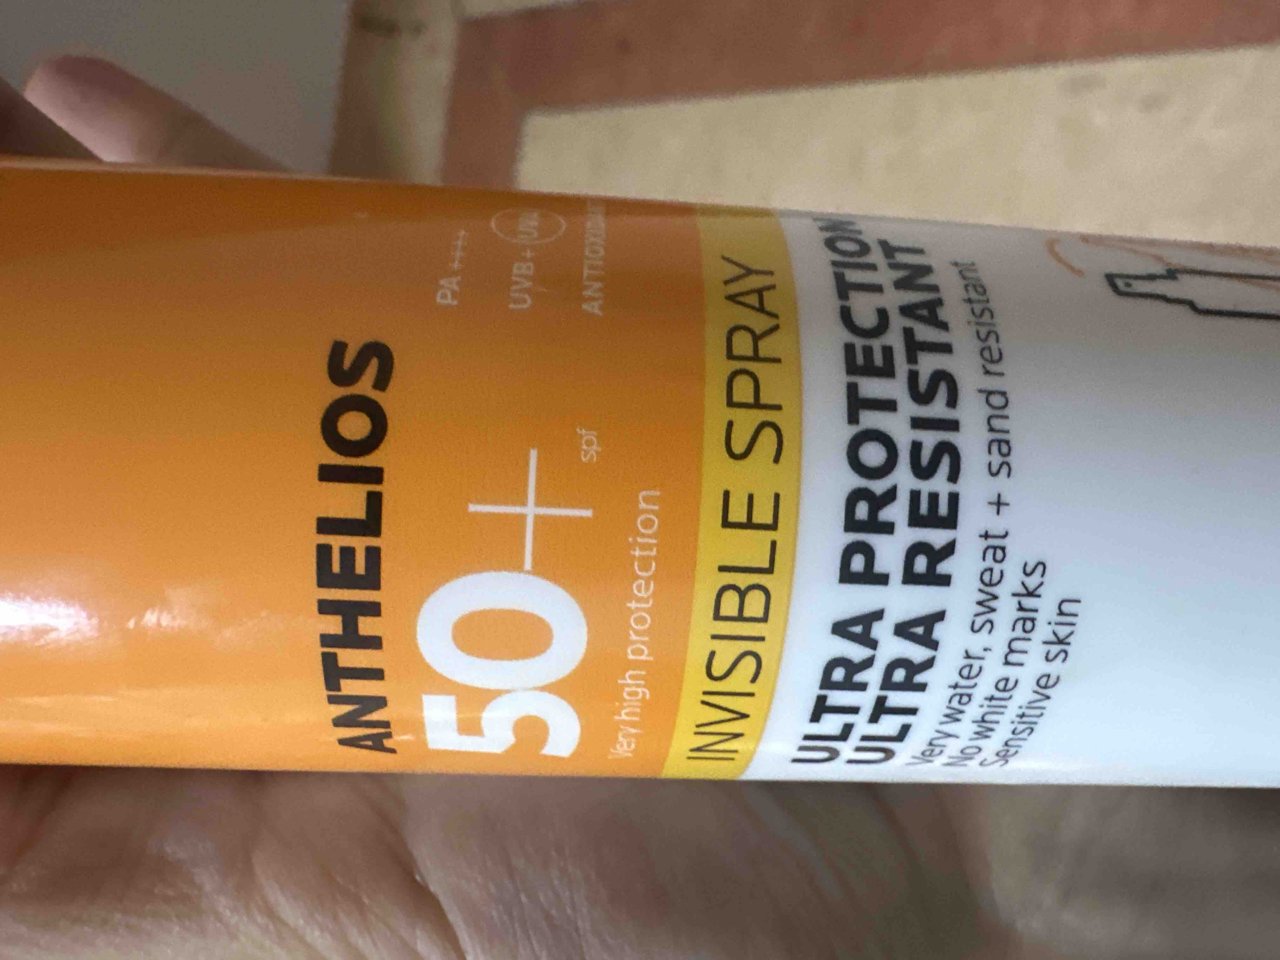 ANTHELIOS
50+
spf
PA ++++
UVB+UVA
Very high protection
INVISIBLE SPRAY
ULTRA PROTECTION
ULTRA RESISTANT
Very water, sweat + sand resistant
No white marks
Sensitive skin